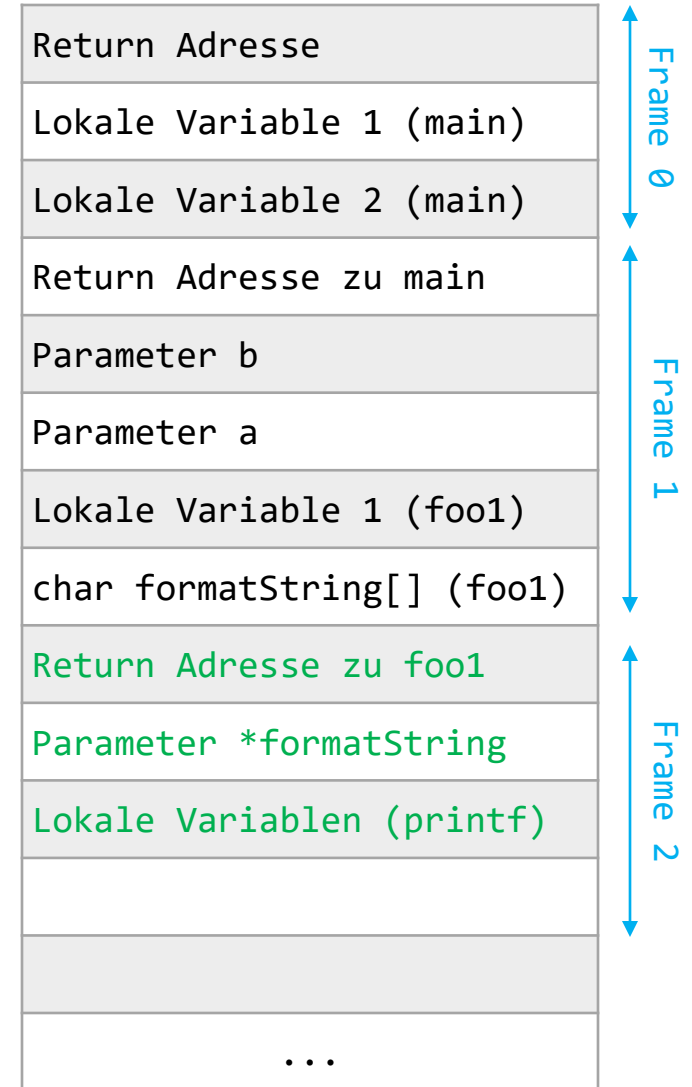 Return Adresse
Lokale Variable 1 (main)
Lokale Variable 2 (main)
Frame 0
Return Adresse zu main
Parameter b
Parameter a
Lokale Variable 1 (foo1)
char formatString[] (foo1)
Frame 1
Return Adresse zu foo1
Parameter *formatString
Lokale Variablen (printf)
Frame 2
...